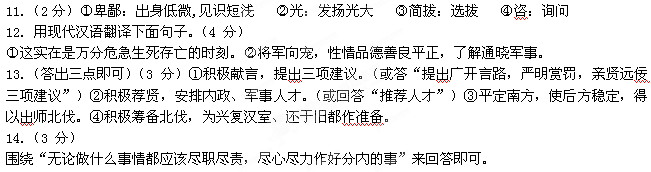 11.（2分）①卑鄙：出身低微,见识短浅　②光：发扬光大　③简拔：选拔　④咨：询问
12. 用现代汉语翻译下面句子。（4 分）
①这实在是万分危急生死存亡的时刻。②将军向宠，性情品德善良平正，了解通晓军事。
13.（答出三点即可）（3 分）①积极献言，提出三项建议。（或答“提出广开言路，严明赏罚，亲贤远佞
三项建议”）②积极荐贤，安排内政、军事人才。（或回答“推荐人才”）③平定南方，使后方稳定，得
以出师北伐。④积极筹备北伐，为兴复汉室、还于旧都作准备。
14.（3 分）
围绕“无论做什么事情都应该尽职尽责，尽心尽力作好分内的事”来回答即可。